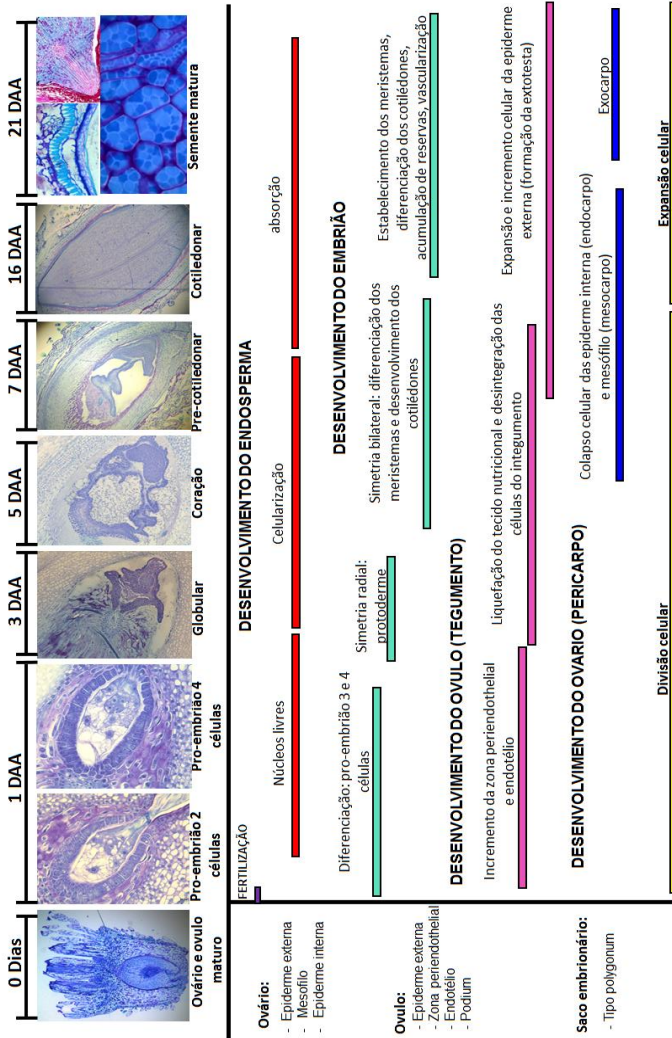 0 Dias
1 DAA
3 DAA
5 DAA
7 DAA
16 DAA
21 DAA
Ovário e ovulo
maturo
Pro-embrião 2
células
Pro-embrião 4
células
Globular
Coração
Pre-cotiledonar
Cotiledonar
Semente matura
FERTILIZAÇÃO
DESENVOLVIMENTO DO ENDOSPERMA
Núcleos livres
Celularização
absorção
DESENVOLVIMENTO DO EMBRIÃO
Diferenciação: pro-embrião 3 e 4
células
Simetria radial:
protoderme
Simetria bilateral: diferenciação dos
meristemas e desenvolvimento dos
cotilédones
Estabelecimento dos meristemas,
diferenciação dos cotilédones,
acumulação de reservas, vascularização
DESENVOLVIMENTO DO OVULO (TEGUMENTO)
Incremento da zona periendothelial
e endotélio
Liquefação do tecido nutricional e desintegração das
células do integumento
Expansão e incremento celular da epiderme
externa (formação da extotesta)
DESENVOLVIMENTO DO OVARIO (PERICARPO)
Colapso celular das epiderme interna (endocarpo)
e mesófilo (mesocarpo)
Exocarpo
Divisão celular
Expansão celular
Ovário:
- Epiderme externa
- Mesofilo
- Epiderme interna
Ovulo:
- Epiderme externa
- Zona periendothelial
- Endotélio
- Podium
Saco embrionário:
- Tipo polygonum